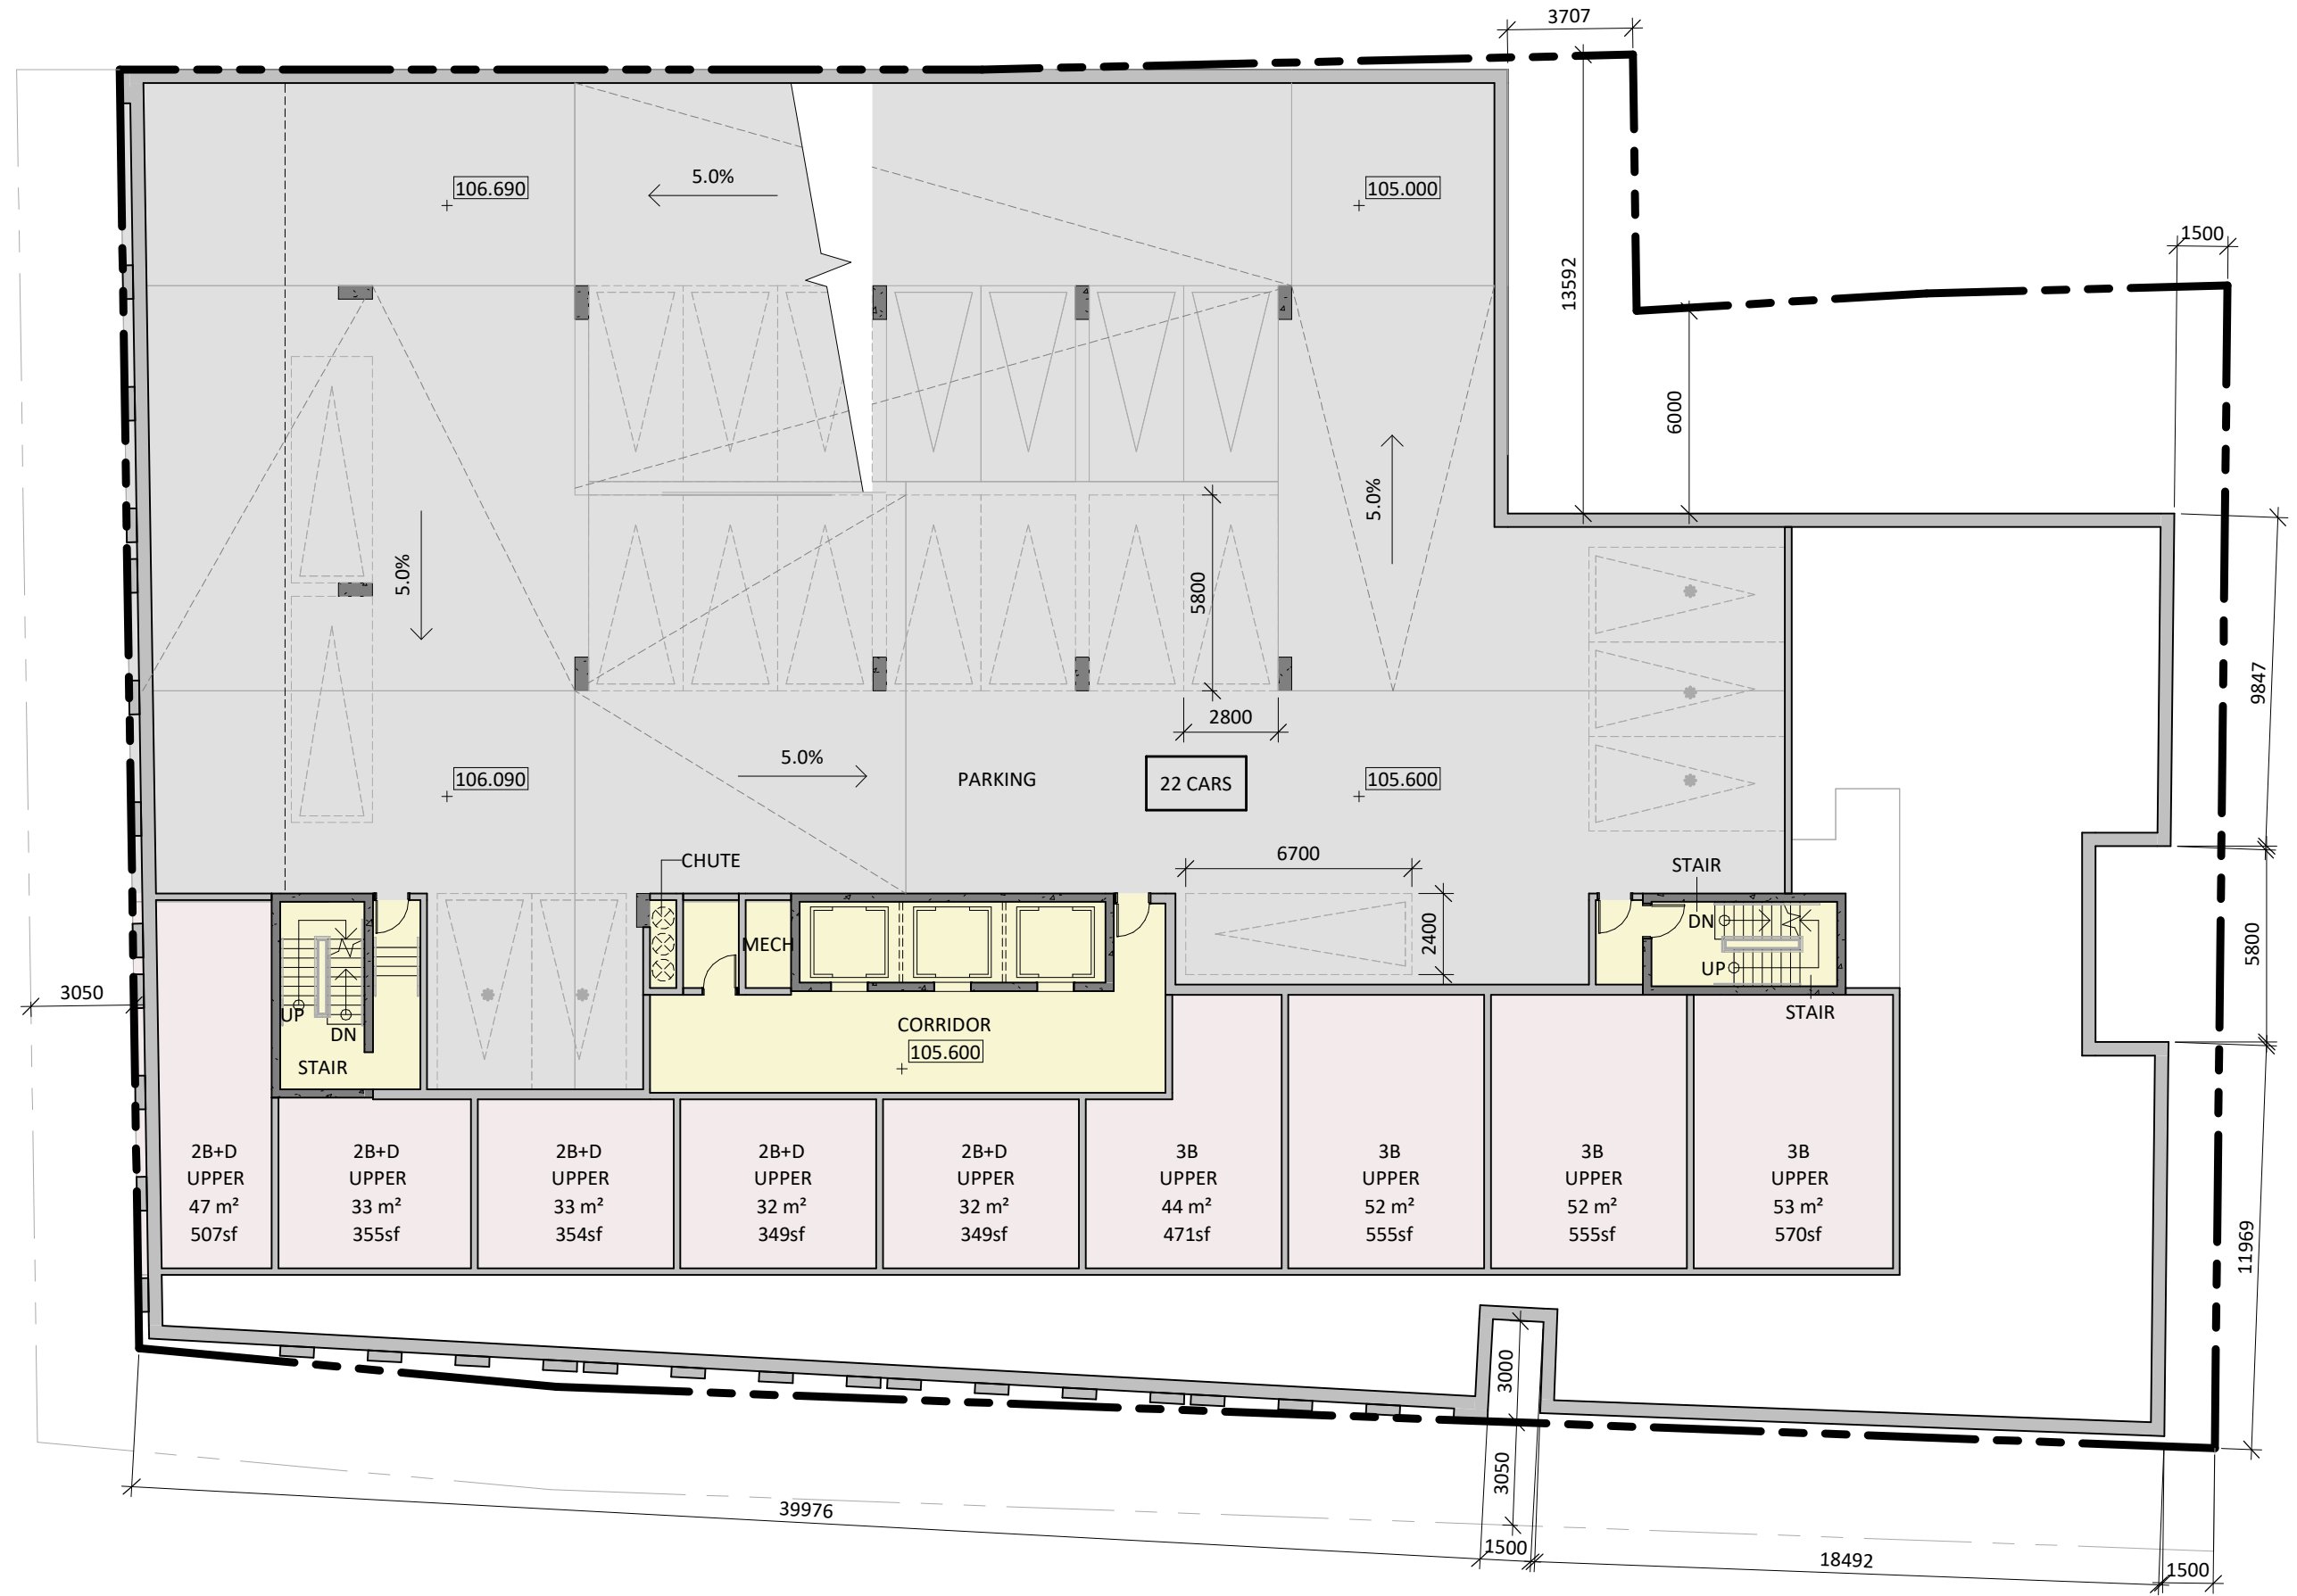 3707
106.690
5.0%
105.000
1500
13592
6000
5.0%
5.0%
5800
9847
2800
5.0%
106.090
PARKING
22 CARS
105.600
CHUTE
6700
STAIR
MECH
2400
DN
UP
5800
3050
UP
DN
STAIR
CORRIDOR
105.600
STAIR
2B+D
UPPER
47 m²
507sf
2B+D
UPPER
33 m²
355sf
2B+D
UPPER
33 m²
354sf
2B+D
UPPER
32 m²
349sf
2B+D
UPPER
32 m²
349sf
3B
UPPER
44 m²
471sf
3B
UPPER
52 m²
555sf
3B
UPPER
52 m²
555sf
3B
UPPER
53 m²
570sf
11969
3000
3050
39976
1500
18492
1500